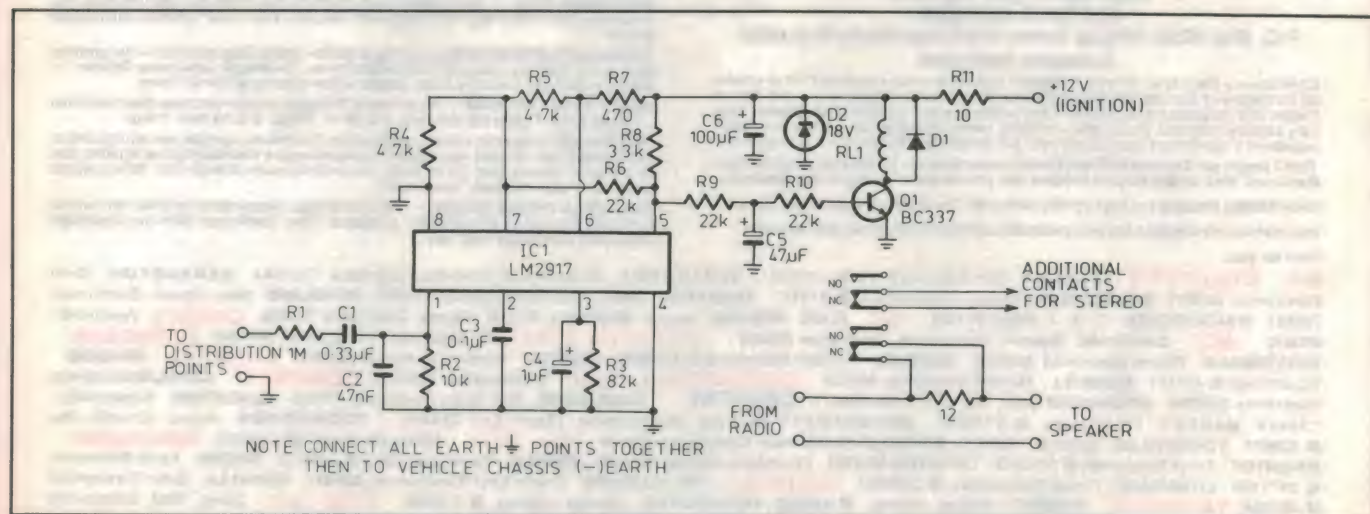 R5
4.7k
R7
470
R11
10
+12V
(IGNITION)
R4
4.7k
R8
33k
R6
22k
C6
+
100µF
D2
18V
RL1
D1
R9
22k
R10
22k
Q1
BC337
+
C5
47µF
8
7
6
5
IC1
LM2917
1
2
3
4
TO
DISTRIBUTION
POINTS
R1
1M
C1
0·33µF
C2
47nF
R2
10k
C3
0·1µF
C4
+
1µF
R3
82k
NO
NC
ADDITIONAL
CONTACTS
FOR STEREO
NO
NC
FROM
RADIO
12
TO
SPEAKER
NOTE CONNECT ALL EARTH POINTS TOGETHER
THEN TO VEHICLE CHASSIS (–)EARTH